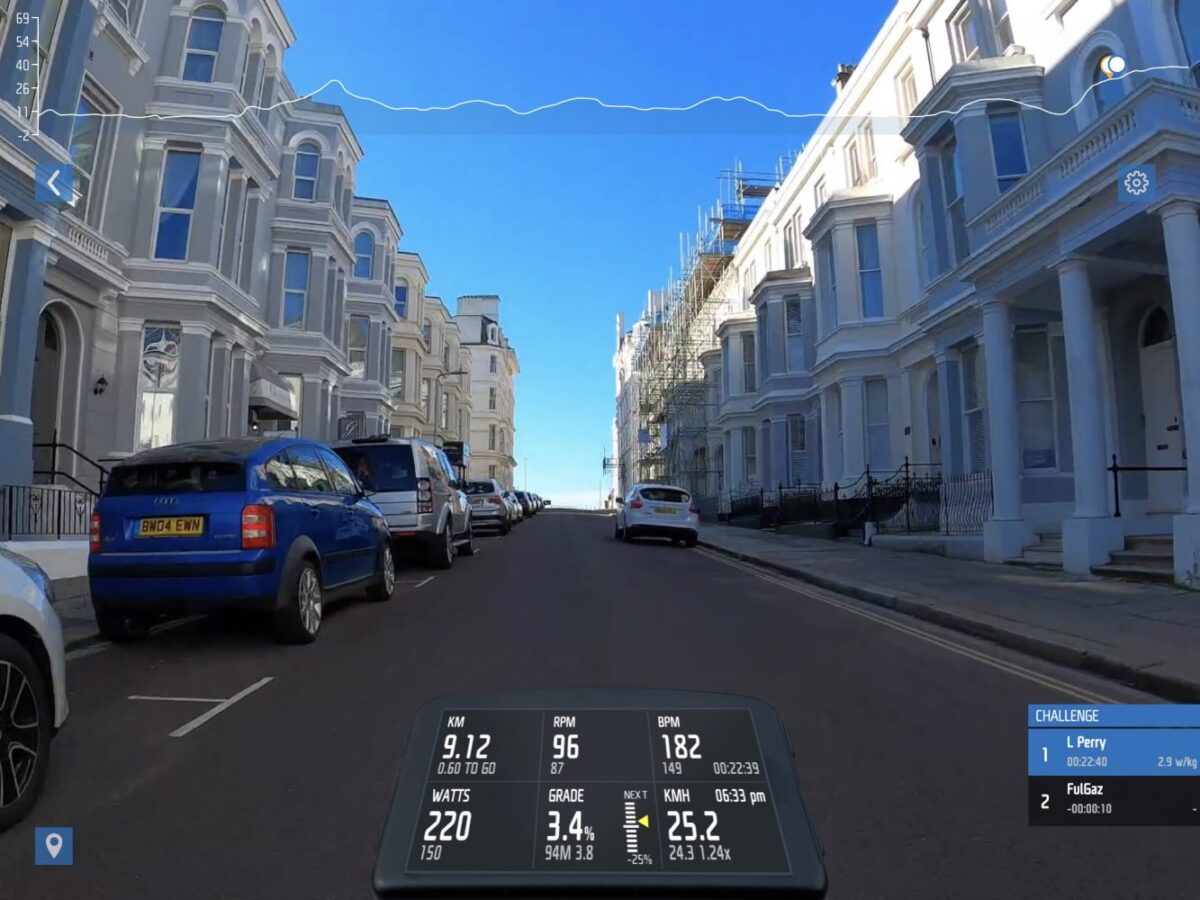 69
54
40
26
11
-2
BW04 EWN
KM
9.12
0.60 TO GO
RPM
96
87
BPM
182
149 00:22:39
WATTS
220
150
GRADE
3.4%
94M 3.8
NEXT
-25%
KMH 06:33 pm
25.2
24.3 1.24x
CHALLENGE
1 L Perry
00:22:40 2.9 w/kg
2 FulGaz
-00:00:10 -